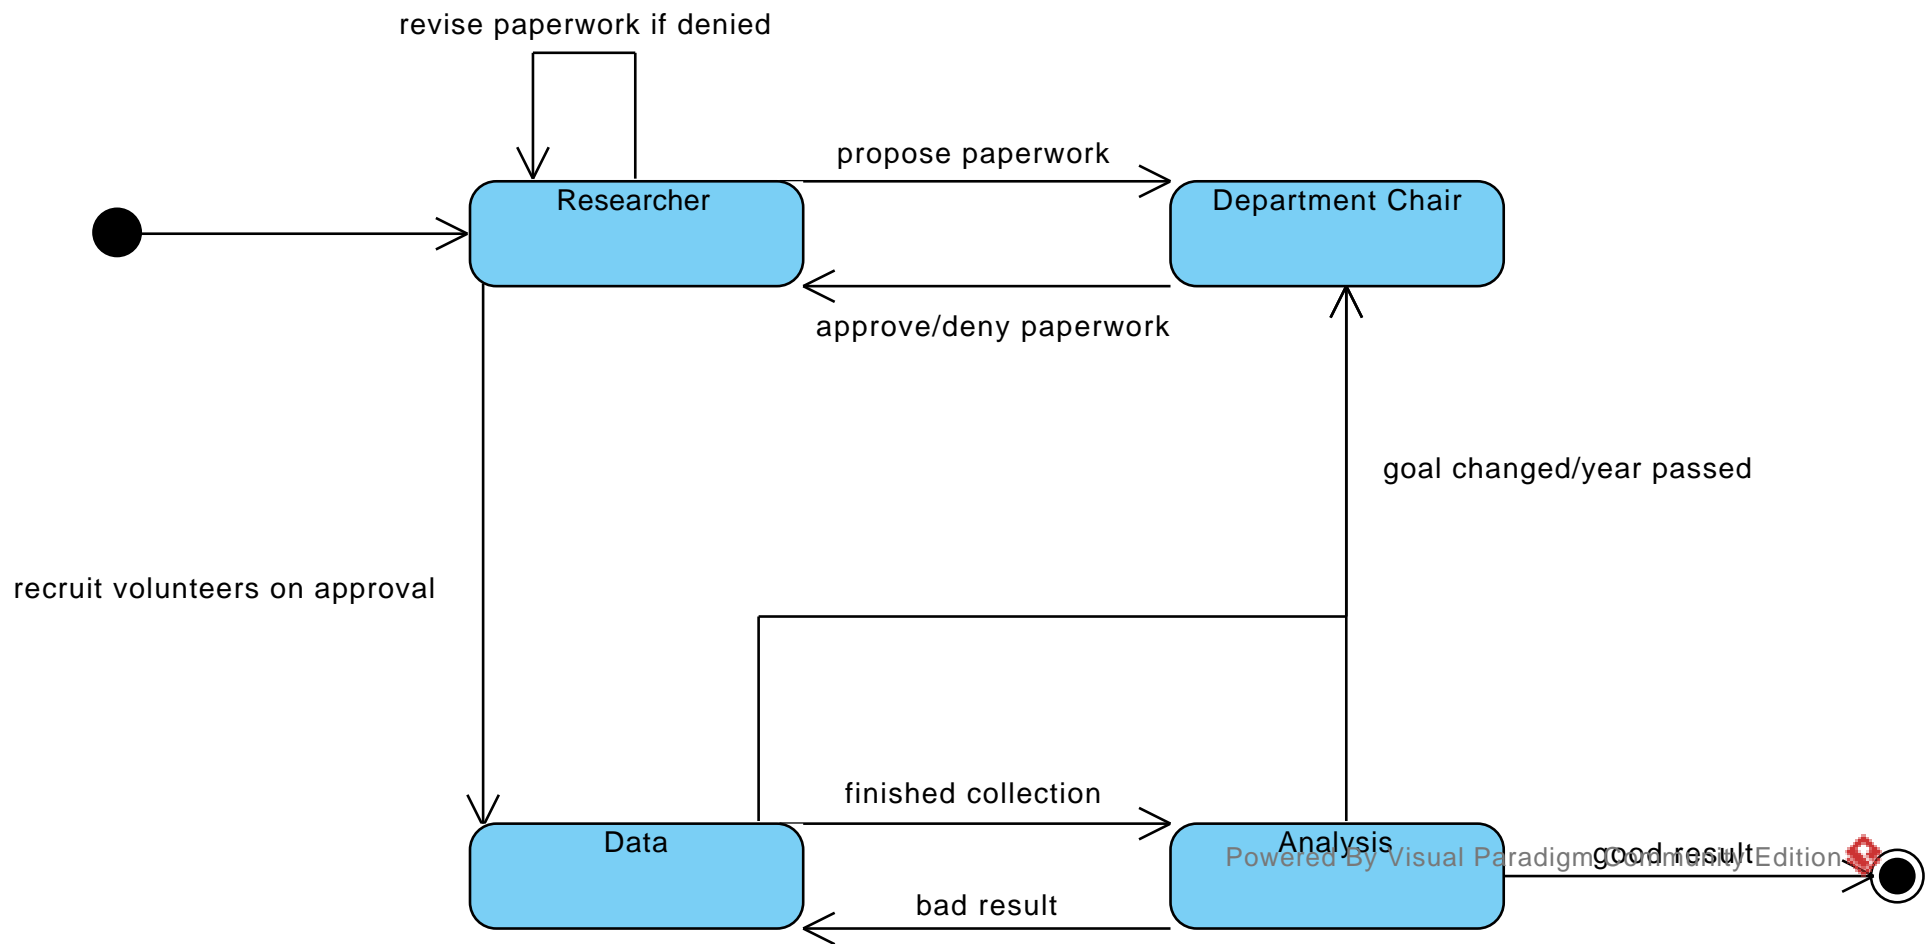 revise paperwork if denied
propose paperwork
Researcher
Department Chair
approve/deny paperwork
goal changed/year passed
recruit volunteers on approval
finished collection
Data
Analysis
good result
Powered By Visual Paradigm Community Edition
bad result